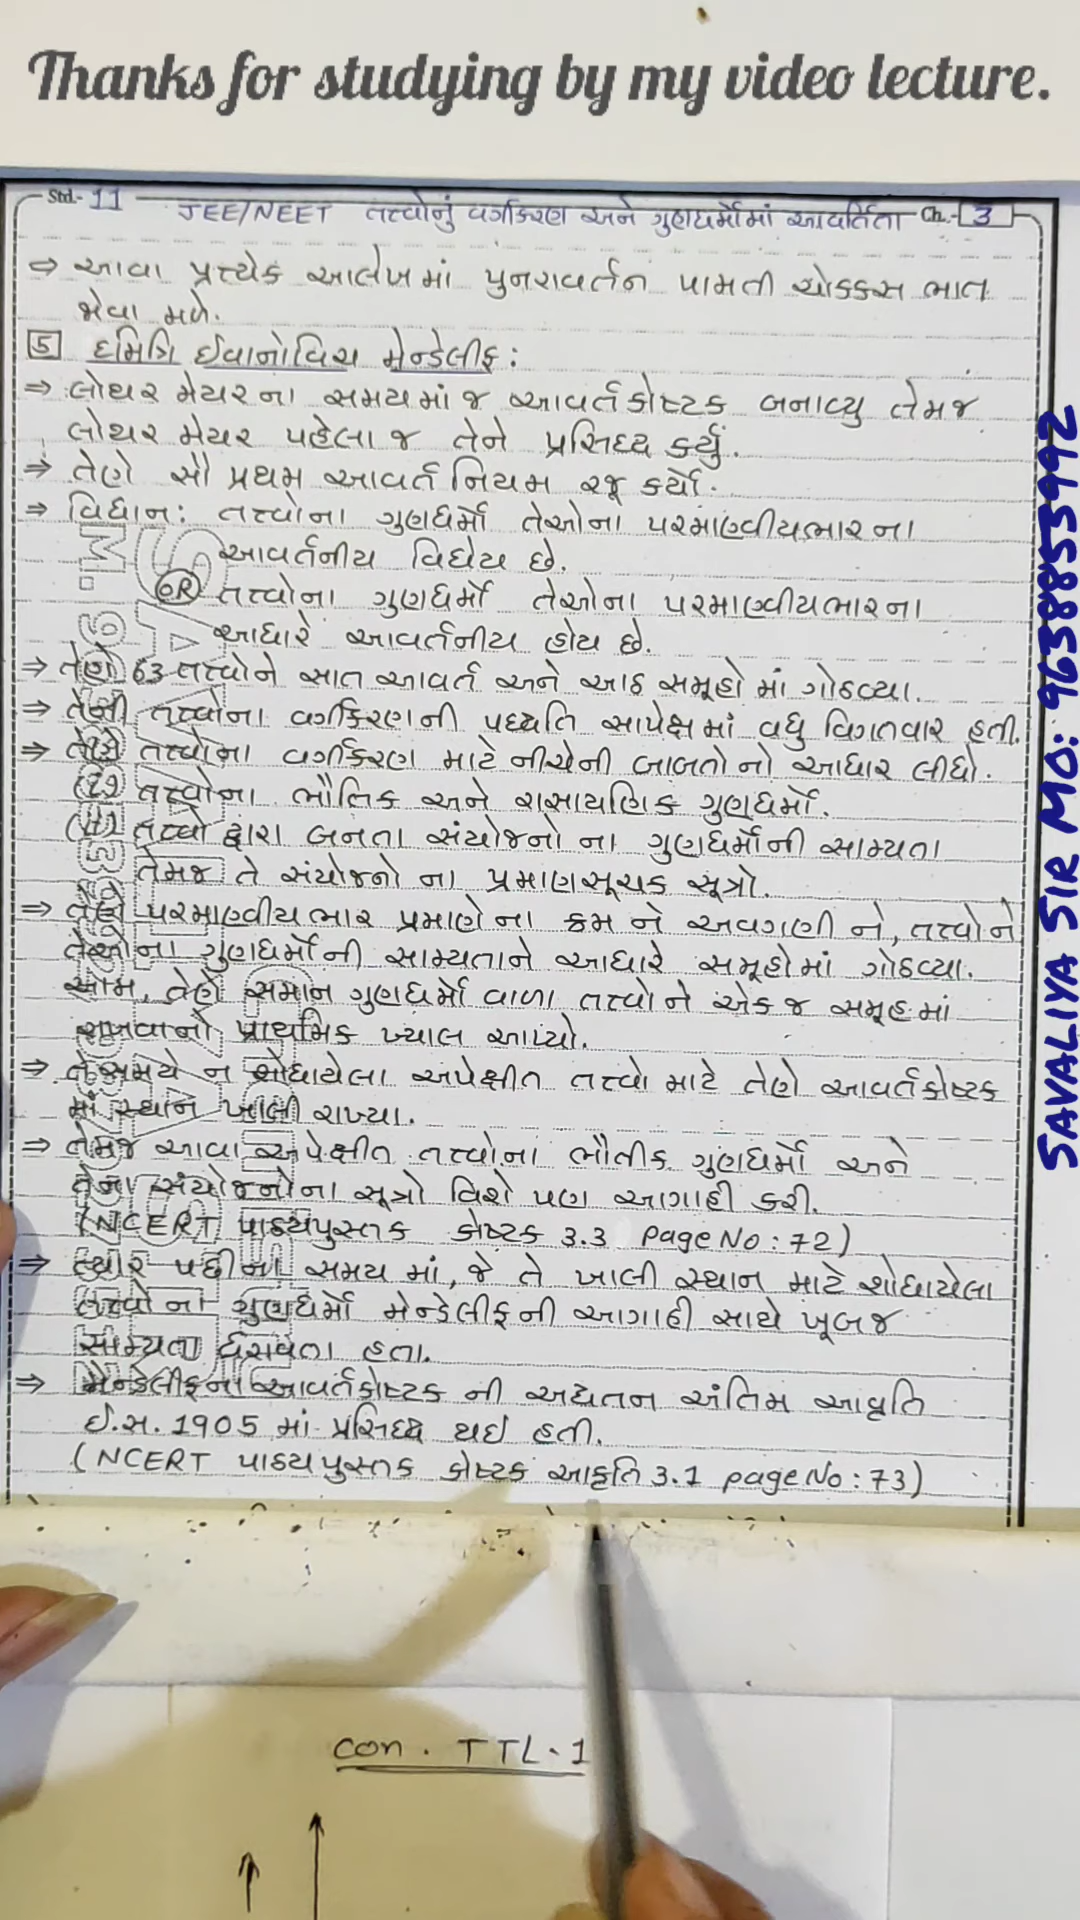 Thanks for studying by my video lecture.
Std.- 11 JEE/NEET તત્ત્વોનું વર્ગીકરણ અને ગુણધર્મોમાં આવર્તિતા Ch.- 3
⇒ આવા પ્રત્યેક આલેખમાં પુનરાવર્તન પામતી ચોક્કસ ભાત
જોવા મળે.
5 દમિત્રિ ઈવાનોવિચ મેન્ડેલીફ :
⇒ લોથર મેયરના સમયમાં જ આવર્તકોષ્ટક બનાવ્યુ તેમજ
લોથર મેયર પહેલા જ તેને પ્રસિધ્ધ કર્યું.
⇒ તેણે સૌ પ્રથમ આવર્ત નિયમ રજૂ કર્યો.
⇒ વિધાન: તત્ત્વોના ગુણધર્મો તેઓના પરમાણ્વીયભારના
આવર્તનીય વિધેય છે.
OR તત્ત્વોના ગુણધર્મો તેઓના પરમાણ્વીયભારના
આધારે આવર્તનીય હોય છે.
⇒ તેણે 63 તત્ત્વોને સાત આવર્ત અને આઠ સમૂહો માં ગોઠવ્યા.
⇒ તેની તત્ત્વોના વર્ગીકરણની પધ્ધતિ સાપેક્ષમાં વધુ વિગતવાર હતી.
⇒ તેણે તત્ત્વોના વર્ગીકરણ માટે નીચેની બાબતો નો આધાર લીધો.
તત્ત્વોના ભૌતિક અને રાસાયણિક ગુણધર્મો.
તત્ત્વો દ્વારા બનતા સંયોજનો ના ગુણધર્મોની સામ્યતા
તેમજ તે સંયોજનો ના પ્રમાણસૂચક સૂત્રો.
⇒ તેણે પરમાણ્વીય ભાર પ્રમાણેના ક્રમ ને અવગણી ને, તત્ત્વોને
તેઓના ગુણધર્મોની સામ્યતાને આધારે સમૂહોમાં ગોઠવ્યા.
આમ, તેણે સમાન ગુણધર્મો વાળા તત્ત્વોને એક જ સમૂહમાં
રાખવાનો પ્રાથમિક ખ્યાલ આપ્યો.
⇒ તે સમયે ન શોધાયેલા અપેક્ષીત તત્ત્વો માટે તેણે આવર્તકોષ્ટક
માં સ્થાન ખાલી રાખ્યા.
⇒ તેમજ આવા અપેક્ષીત તત્ત્વોના ભૌતીક ગુણધર્મો અને
તેના સંયોજનોના સૂત્રો વિશે પણ આગાહી કરી.
(NCERT પાઠ્યપુસ્તક કોષ્ટક 3.3 page No : 72)
⇒ ત્યાર પછીના સમય માં, જે તે ખાલી સ્થાન માટે શોધાયેલા
તત્ત્વોના ગુણધર્મો મેન્ડેલીફની આગાહી સાથે ખૂબજ
સામ્યતા ધરાવતા હતા.
⇒ મેન્ડેલીફના આવર્તકોષ્ટક ની અદ્યતન અંતિમ આવૃતિ
ઈ.સ. 1905 માં પ્રસિધ્ધ થઇ હતી.
(NCERT પાઠ્યપુસ્તક કોષ્ટક આકૃતિ 3.1 page No : 73)
SAVALIYA SIR MO: 9638853992
con. TTL-1